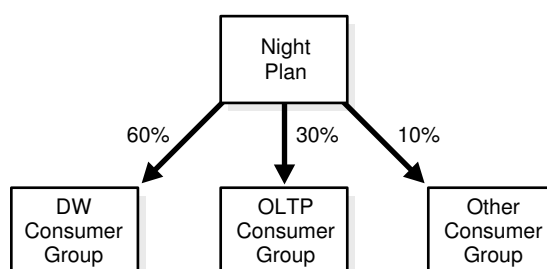 Night
Plan
60%
30%
10%
DW
Consumer
Group
OLTP
Consumer
Group
Other
Consumer
Group